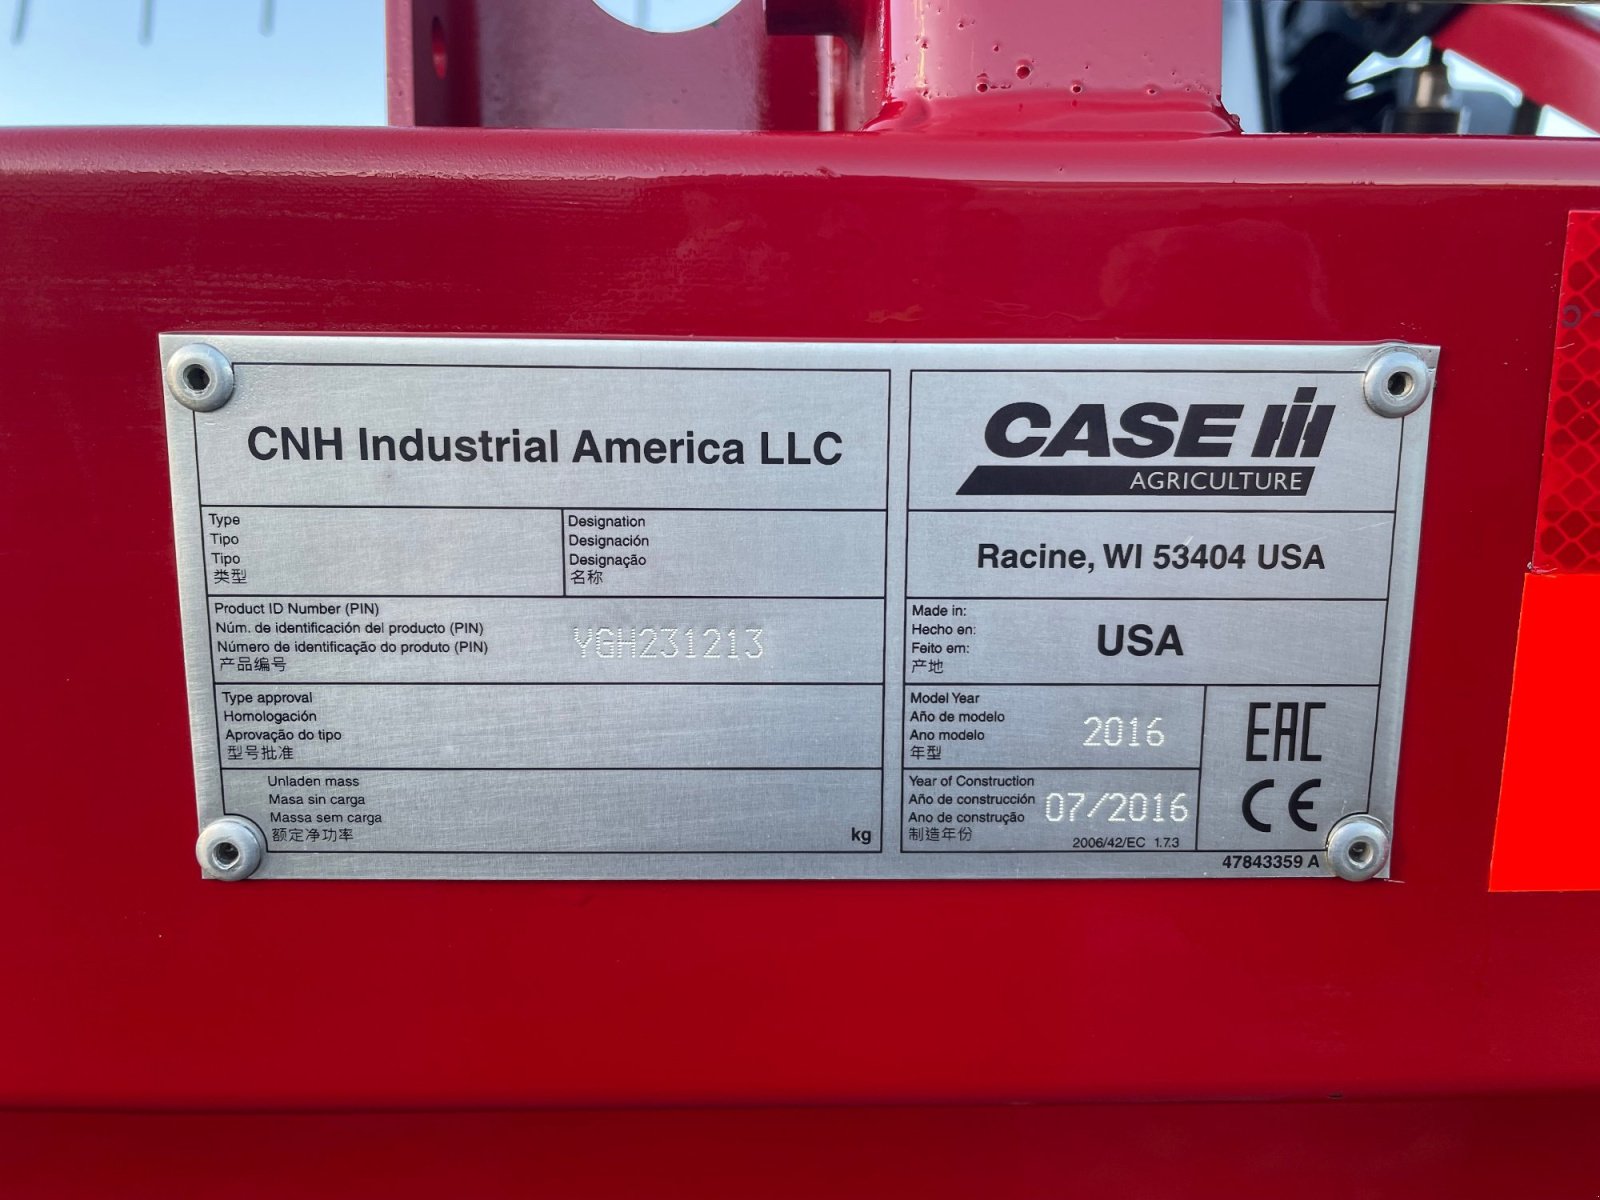 CNH Industrial America LLC
Type
Tipo
Tipo
类型
Designation
Designación
Designação
名称
Product ID Number (PIN)
Núm. de identificación del producto (PIN)
Número de identificação do produto (PIN)
产品编号
YGH231213
Type approval
Homologación
Aprovação do tipo
型号批准
Unladen mass
Masa sin carga
Massa sem carga
额定净功率
kg
CASE IH
AGRICULTURE
Racine, WI 53404 USA
Made in:
Hecho en:
Feito em:
产地
USA
Model Year
Año de modelo
Ano modelo
年型
2016
Year of Construction
Año de construcción
Ano de construção
制造年份
07/2016
2006/42/EC 1.7.3
EAC
CE
47843359 A